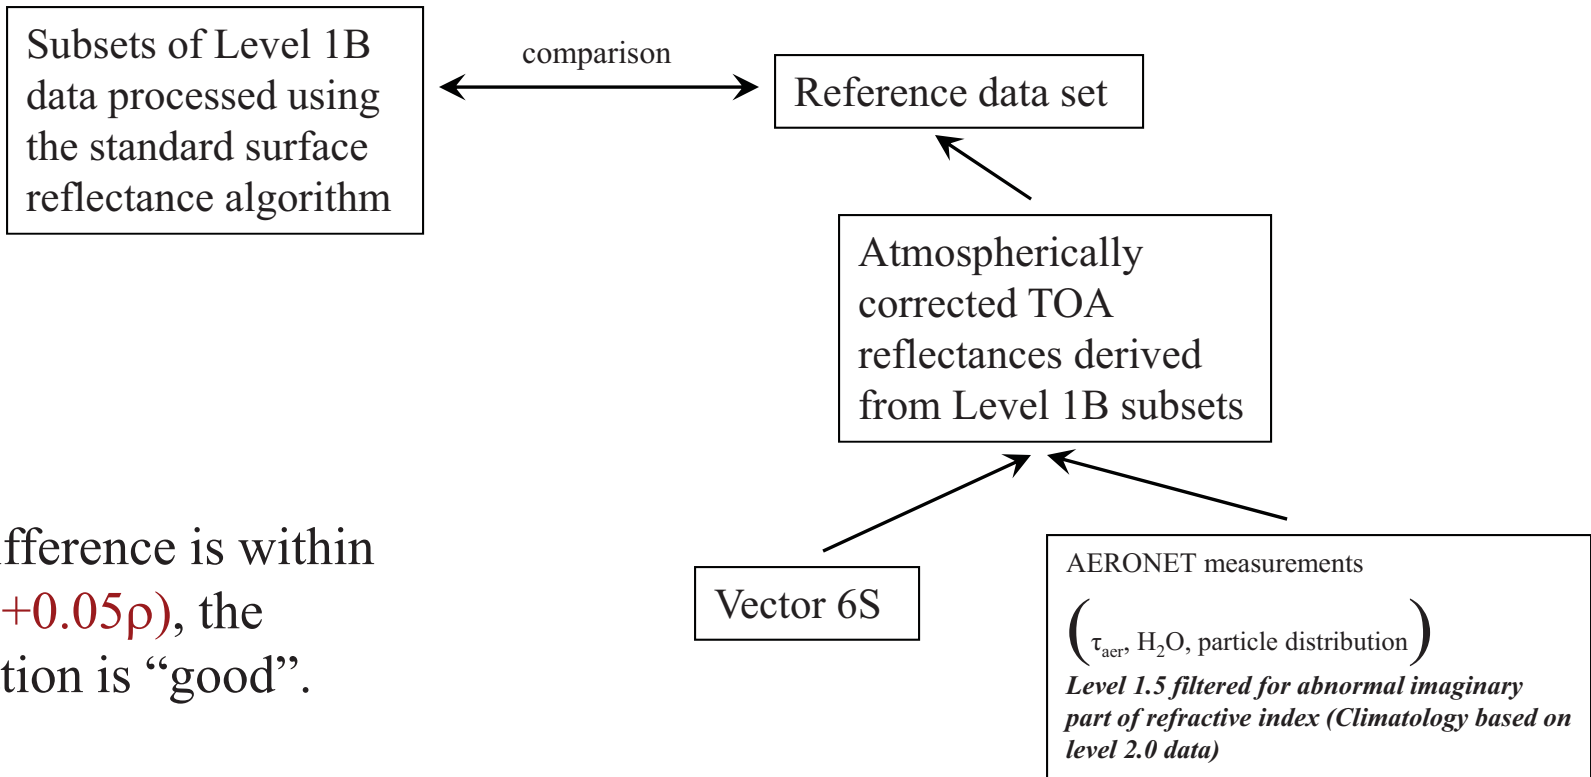 Subsets of Level 1B
data processed using
the standard surface
reflectance algorithm
comparison
Reference data set
Atmospherically
corrected TOA
reflectances derived
from Level 1B subsets
Vector 6S
AERONET measurements
(τaer, H2O, particle distribution)
Level 1.5 filtered for abnormal imaginary
part of refractive index (Climatology based on
level 2.0 data)
ifference is within
+0.05ρ), the
tion is “good”.